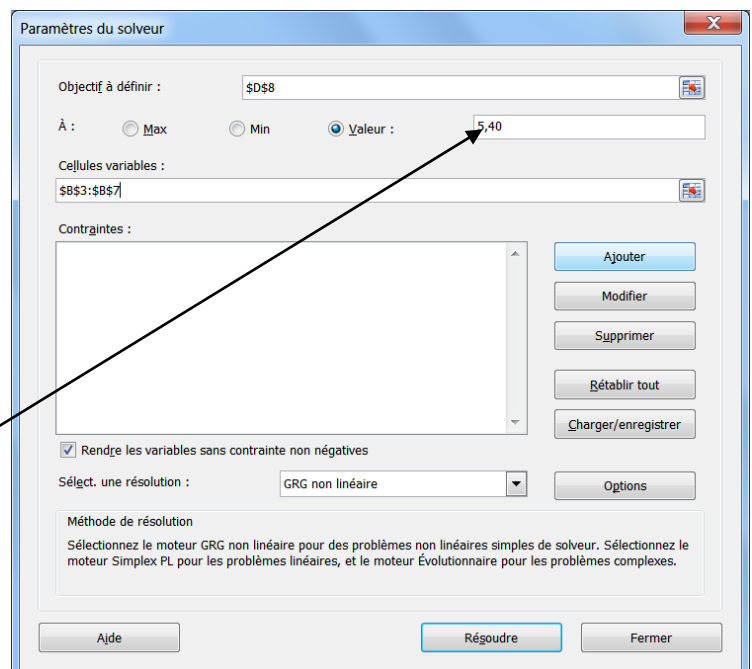 Paramètres du solveur
X
Objectif à définir : $D$8
À : Max Min Valeur : 5,40
Cellules variables :
$B$3:$B$7
Contraintes :
Ajouter
Modifier
Supprimer
Rétablir tout
Charger/enregistrer
Rendre les variables sans contrainte non négatives
Sélect. une résolution : GRG non linéaire Options
Méthode de résolution
Sélectionnez le moteur GRG non linéaire pour des problèmes non linéaires simples de solveur. Sélectionnez le
moteur Simplex PL pour les problèmes linéaires, et le moteur Évolutionnaire pour les problèmes complexes.
Aide Résoudre Fermer